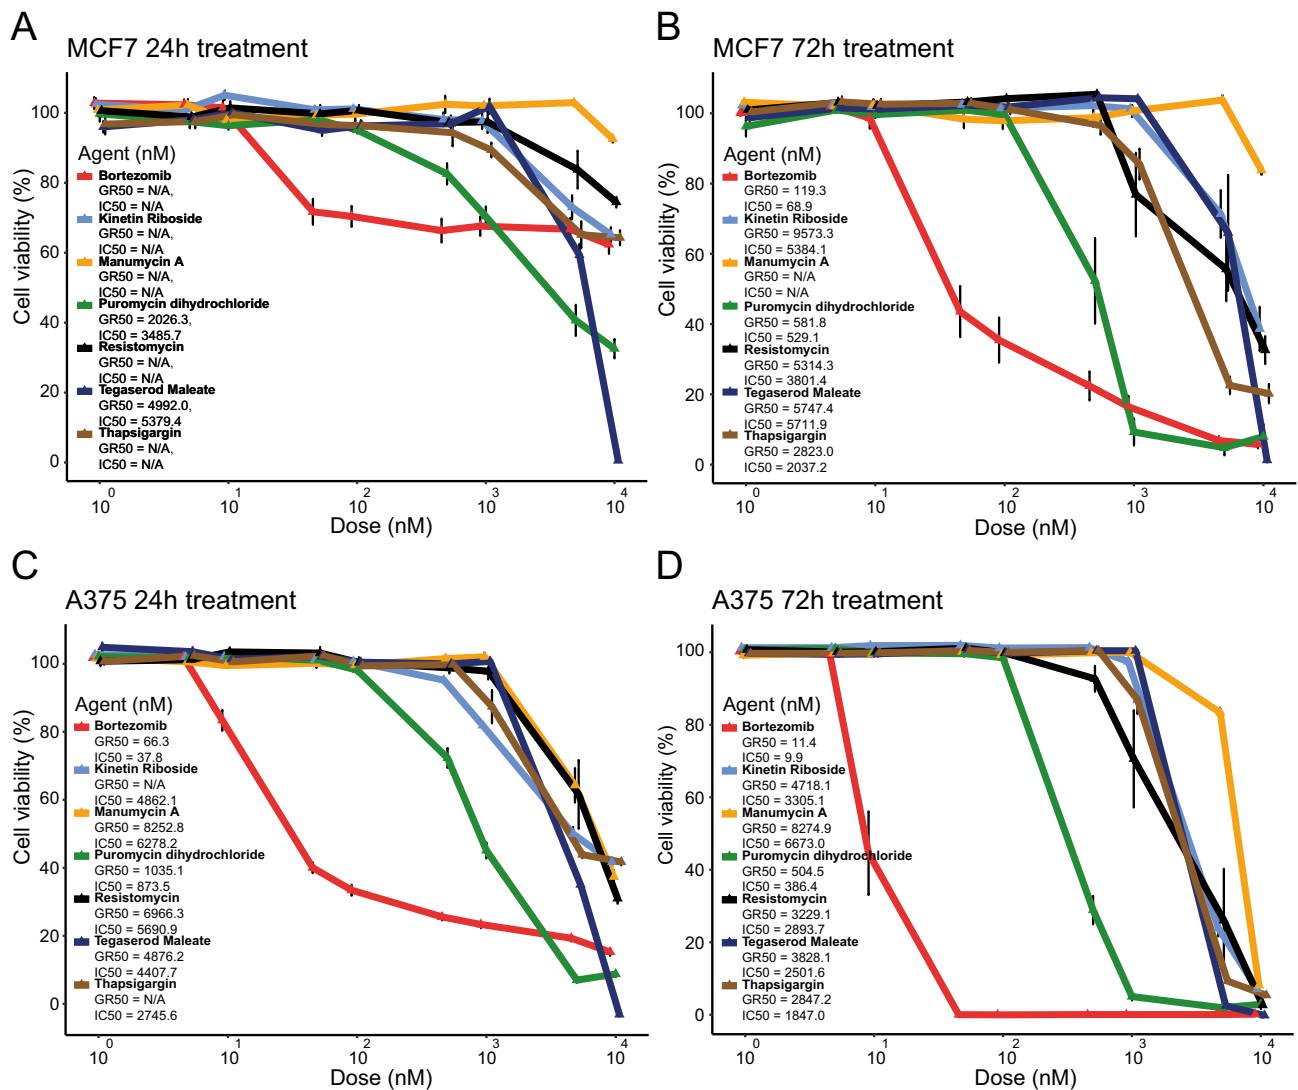 A
MCF7 24h treatment
Cell viability (%)
100
80
60
40
20
0
Agent (nM)
Bortezomib
GR50 = N/A,
IC50 = N/A
Kinetin Riboside
GR50 = N/A,
IC50 = N/A
Manumycin A
GR50 = N/A,
IC50 = N/A
Puromycin dihydrochloride
GR50 = 2026.3,
IC50 = 3485.7
Resistomycin
GR50 = N/A,
IC50 = N/A
Tegaserod Maleate
GR50 = 4992.0,
IC50 = 5379.4
Thapsigargin
GR50 = N/A,
IC50 = N/A
10^0 10^1 10^2 10^3 10^4
Dose (nM)
B
MCF7 72h treatment
Cell viability (%)
100
80
60
40
20
0
Agent (nM)
Bortezomib
GR50 = 119.3
IC50 = 68.9
Kinetin Riboside
GR50 = 9573.3
IC50 = 5384.1
Manumycin A
GR50 = N/A
IC50 = N/A
Puromycin dihydrochloride
GR50 = 581.8
IC50 = 529.1
Resistomycin
GR50 = 5314.3
IC50 = 3801.4
Tegaserod Maleate
GR50 = 5747.4
IC50 = 5711.9
Thapsigargin
GR50 = 2823.0
IC50 = 2037.2
10^0 10^1 10^2 10^3 10^4
Dose (nM)
C
A375 24h treatment
Cell viability (%)
100
80
60
40
20
0
Agent (nM)
Bortezomib
GR50 = 66.3
IC50 = 37.8
Kinetin Riboside
GR50 = N/A
IC50 = 4862.1
Manumycin A
GR50 = 8252.8
IC50 = 6278.2
Puromycin dihydrochloride
GR50 = 1035.1
IC50 = 873.5
Resistomycin
GR50 = 6966.3
IC50 = 5690.9
Tegaserod Maleate
GR50 = 4876.2
IC50 = 4407.7
Thapsigargin
GR50 = N/A
IC50 = 2745.6
10^0 10^1 10^2 10^3 10^4
Dose (nM)
D
A375 72h treatment
Cell viability (%)
100
80
60
40
20
0
Agent (nM)
Bortezomib
GR50 = 11.4
IC50 = 9.9
Kinetin Riboside
GR50 = 4718.1
IC50 = 3305.1
Manumycin A
GR50 = 8274.9
IC50 = 6673.0
Puromycin dihydrochloride
GR50 = 504.5
IC50 = 386.4
Resistomycin
GR50 = 3229.1
IC50 = 2893.7
Tegaserod Maleate
GR50 = 3828.1
IC50 = 2501.6
Thapsigargin
GR50 = 2847.2
IC50 = 1847.0
10^0 10^1 10^2 10^3 10^4
Dose (nM)